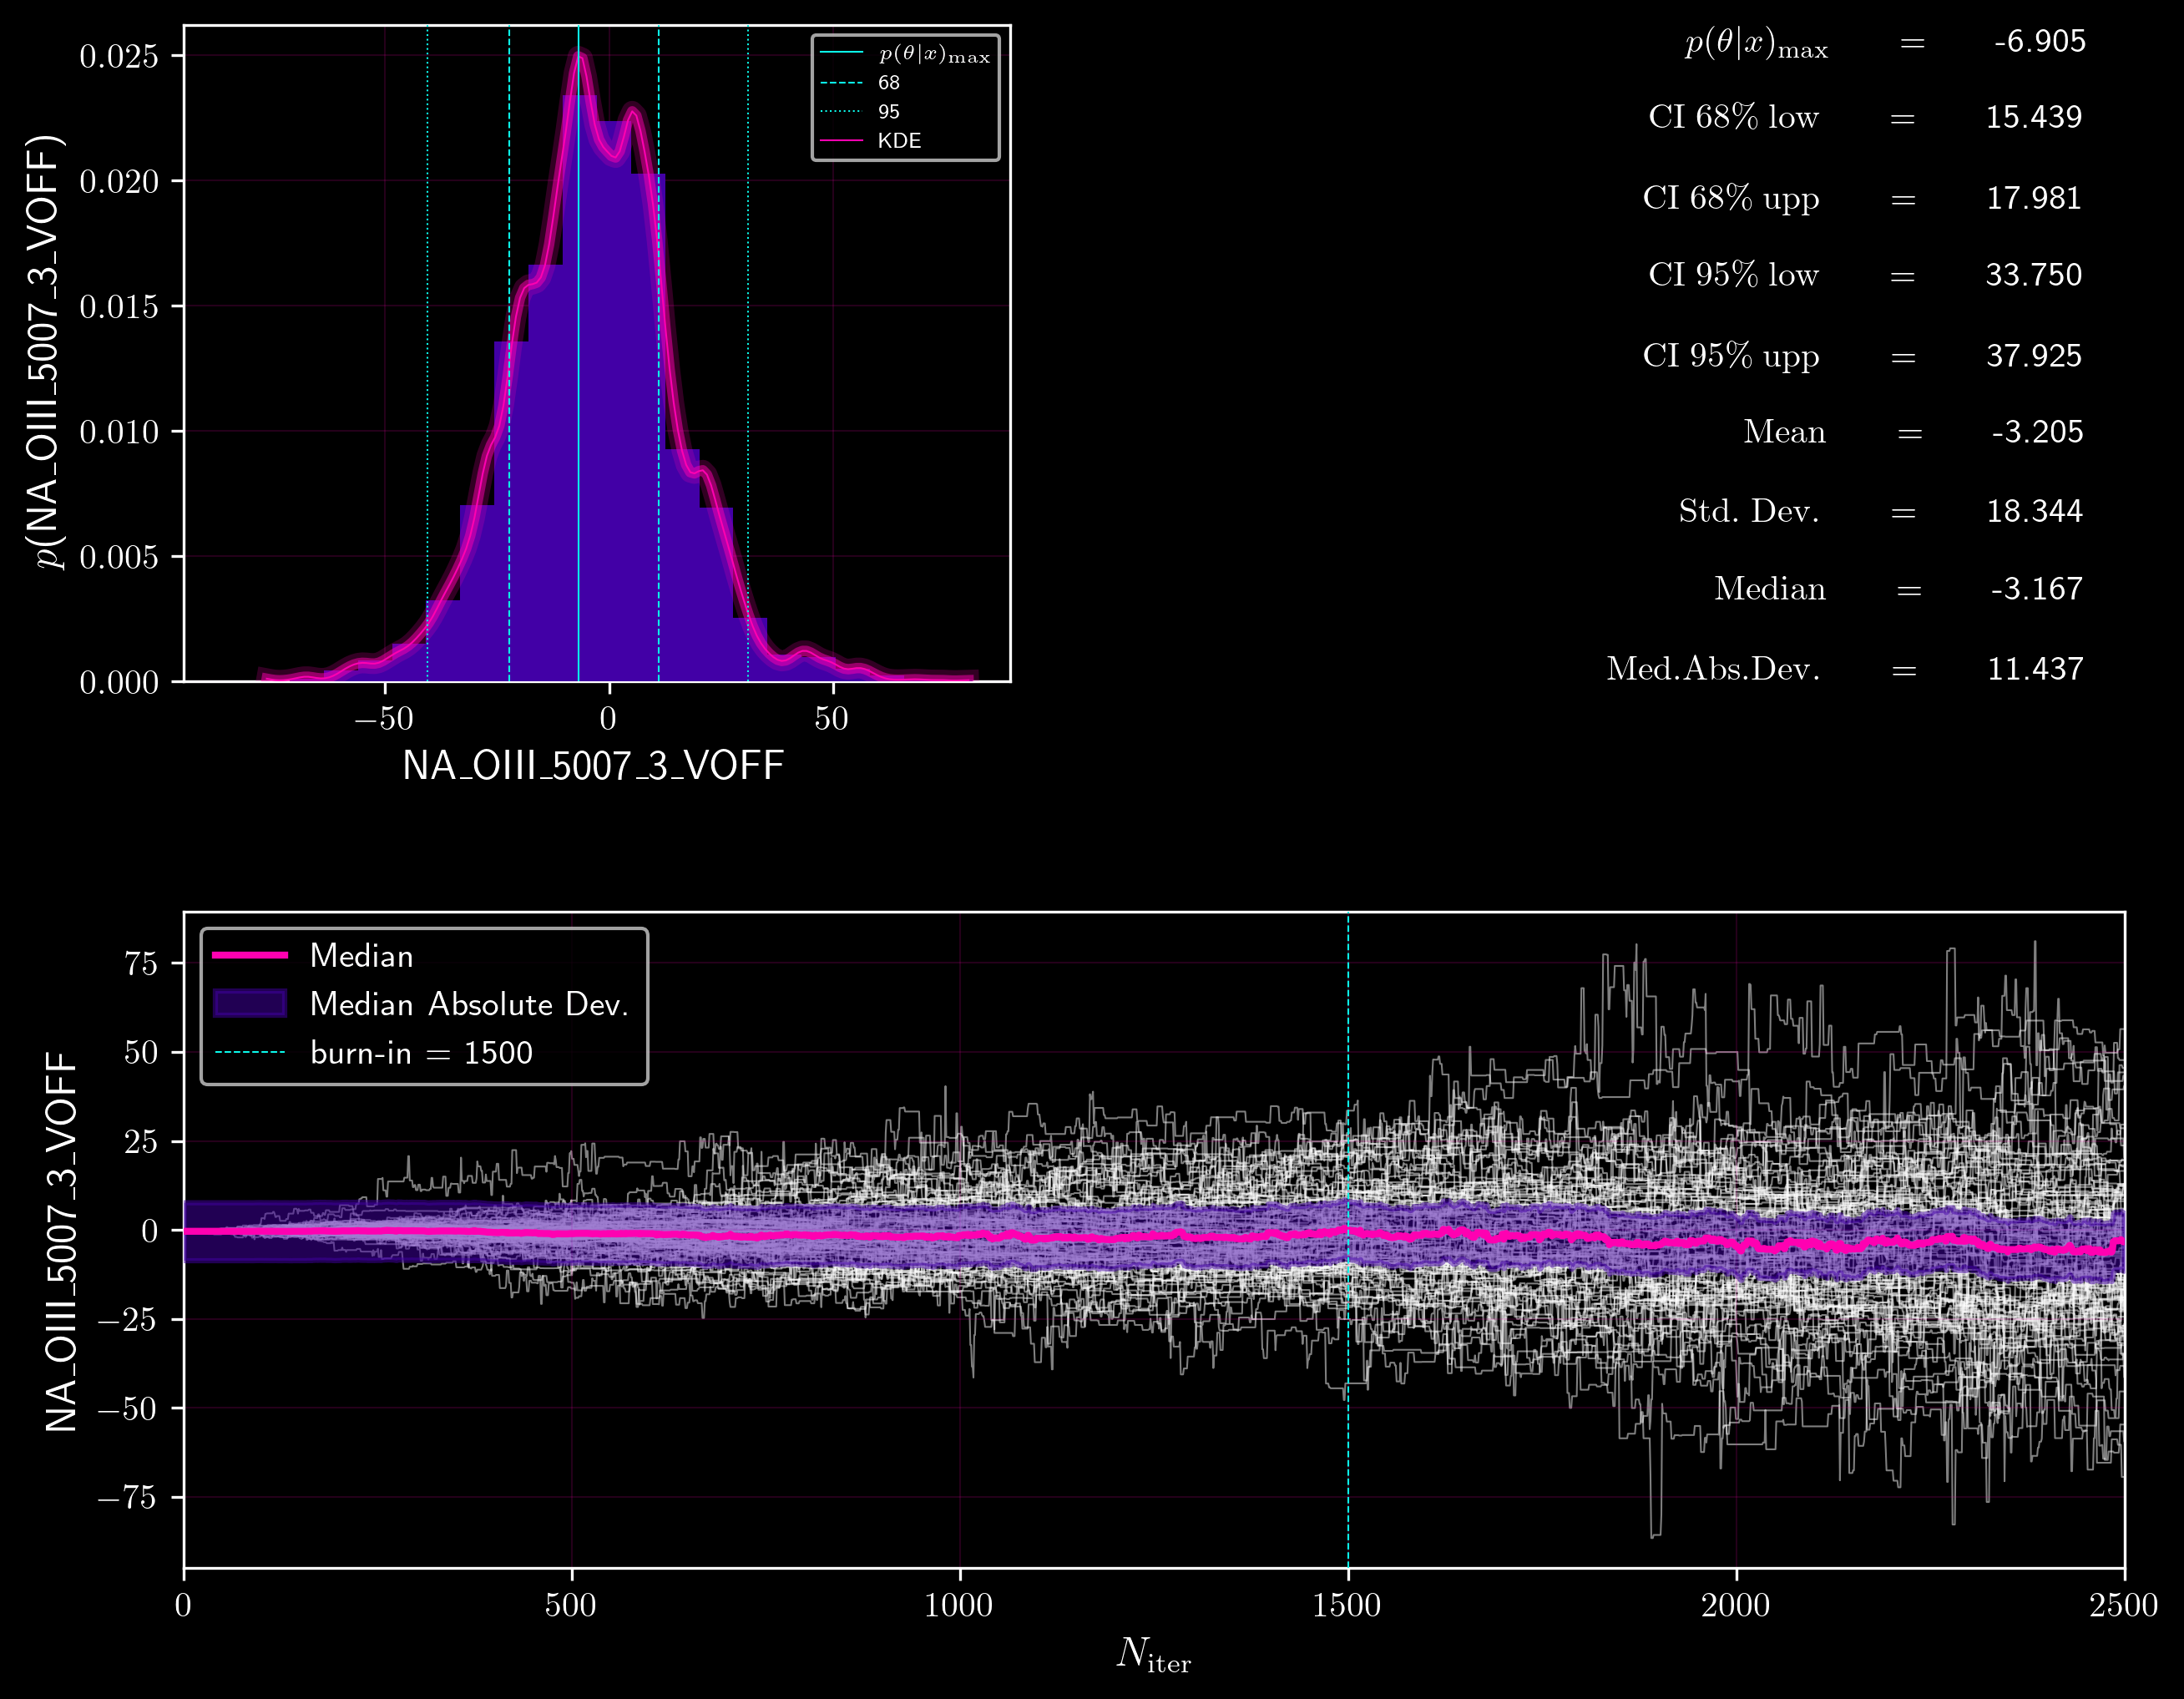 0.025
0.020
0.015
0.010
0.005
0.000
p(NA_OIII_5007_3_VOFF)
p(θ|x)max
68
95
KDE
−50
0
50
NA_OIII_5007_3_VOFF
p(θ|x)max = -6.905
CI 68% low = 15.439
CI 68% upp = 17.981
CI 95% low = 33.750
CI 95% upp = 37.925
Mean = -3.205
Std. Dev. = 18.344
Median = -3.167
Med.Abs.Dev. = 11.437
75
50
25
0
−25
−50
−75
NA_OIII_5007_3_VOFF
Median
Median Absolute Dev.
burn-in = 1500
0
500
1000
1500
2000
2500
Niter